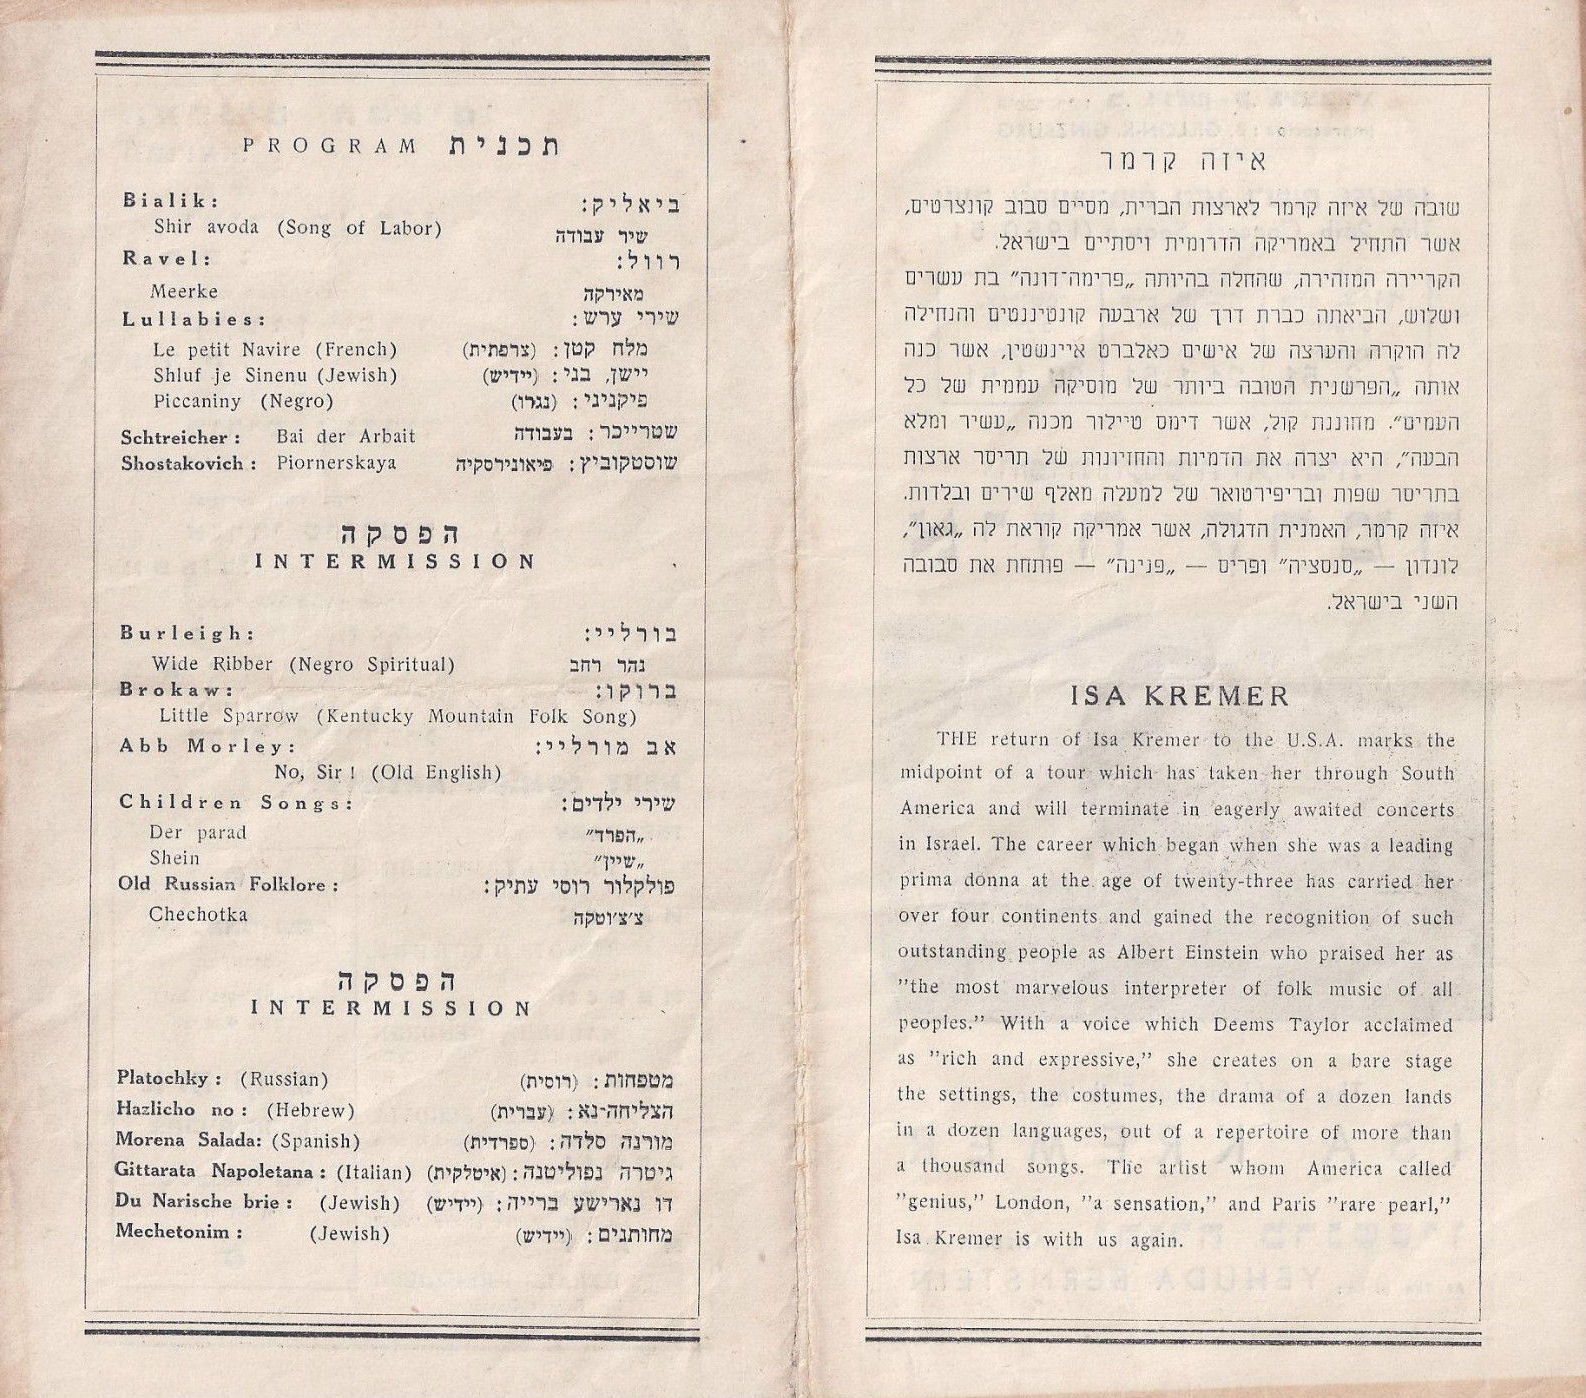 PROGRAM תכנית
Bialik: ביאליק:
Shir avoda (Song of Labor) שיר עבודה
Ravel: רוול:
Meerke מאירקה
Lullabies: שירי ערש:
Le petit Navire (French) מלח קטן: (צרפתית)
Shluf je Sinenu (Jewish) יישן, בני: (יידיש)
Piccaniny (Negro) פיקניני: (נגרו)
Schtreicher: Bai der Arbait שטרייכר: בעבודה
Shostakovich: Piornerskaya שוסטקוביץ: פיאונירסקיה
הפסקה
INTERMISSION
Burleigh: בורליי:
Wide Ribber (Negro Spiritual) נהר רחב
Brokaw: ברוקו:
Little Sparrow (Kentucky Mountain Folk Song)
Abb Morley: אב מורליי:
No, Sir! (Old English)
Children Songs: שירי ילדים:
Der parad „הפרד”
Shein „שיין”
Old Russian Folklore: פולקלור רוסי עתיק:
Chechotka צ'צ'וטקה
הפסקה
INTERMISSION
Platochky: (Russian) מטפחות: (רוסית)
Hazlicho no: (Hebrew) הצליחה־נא: (עברית)
Morena Salada: (Spanish) מורנה סלדה: (ספרדית)
Gittarata Napoletana: (Italian) גיטרה נפוליטנה: (איטלקית)
Du Narische brie: (Jewish) דו נארישע ברייה: (יידיש)
Mechetonim: (Jewish) מחותנים: (יידיש)
איזה קרמר
שובה של איזה קרמר לארצות הברית, מסיים סבוב קונצרטים,
אשר התחיל באמריקה הדרומית ויסתיים בישראל.
הקריירה המזהירה, שהחלה בהיותה „פרימה־דונה” בת עשרים
ושלוש, הביאתה כברת דרך של ארבעה קונטיננטים והנחילה
לה הוקרה והערצה של אישים כאלברט איינשטין, אשר כנה
אותה „הפרשנית הטובה ביותר של מוסיקה עממית של כל
העמים”. מחוננת קול, אשר דימס טיילור מכנה „עשיר ומלא
הבעה”, היא יצרה את הדמיות והחזיונות של תריסר ארצות
בתריסר שפות ובריפירטואר של למעלה מאלף שירים ובלדות.
איזה קרמר, האמנית הדגולה, אשר אמריקה קוראת לה „גאון”,
לונדון — „סנסציה” ופריס — „פנינה” — פותחת את סבובה
השני בישראל.
ISA KREMER
THE return of Isa Kremer to the U.S.A. marks the
midpoint of a tour which has taken her through South
America and will terminate in eagerly awaited concerts
in Israel. The career which began when she was a leading
prima donna at the age of twenty-three has carried her
over four continents and gained the recognition of such
outstanding people as Albert Einstein who praised her as
”the most marvelous interpreter of folk music of all
peoples.” With a voice which Deems Taylor acclaimed
as ”rich and expressive,” she creates on a bare stage
the settings, the costumes, the drama of a dozen lands
in a dozen languages, out of a repertoire of more than
a thousand songs. The artist whom America called
”genius,” London, ”a sensation,” and Paris ”rare pearl,”
Isa Kremer is with us again.